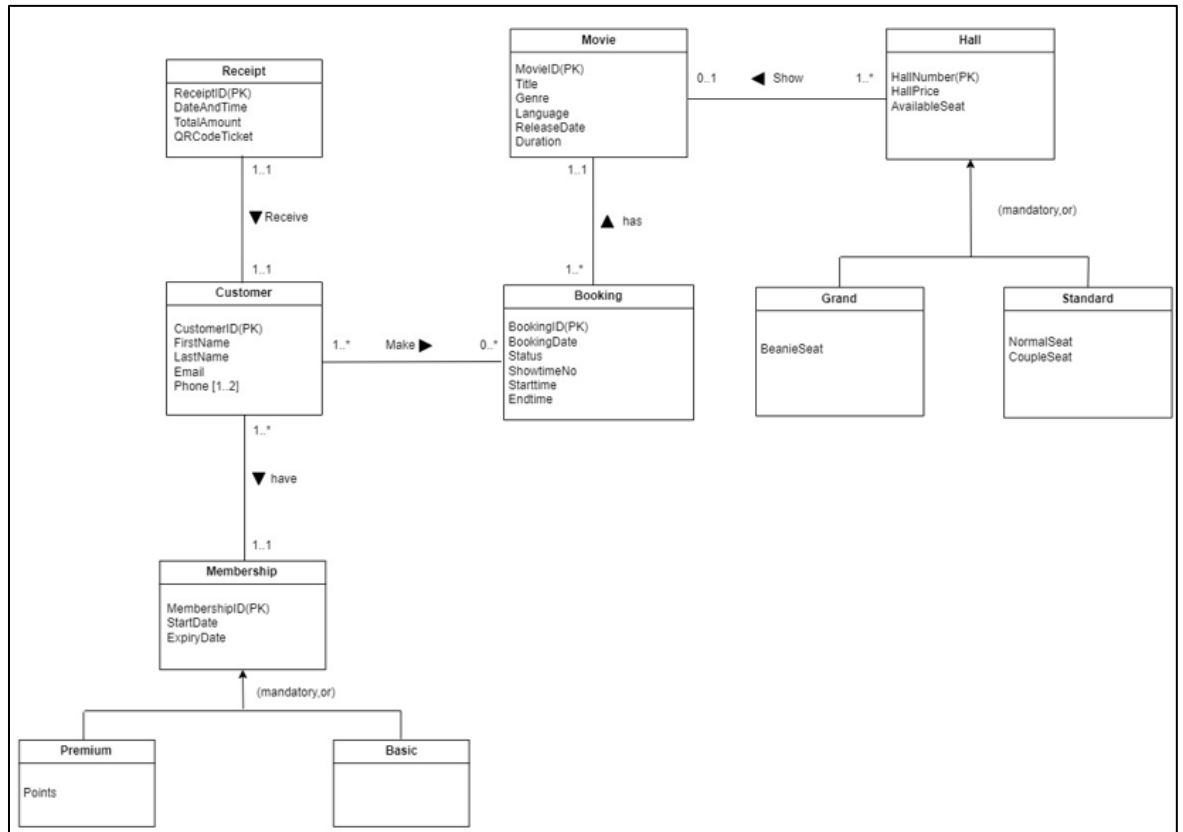 Receipt
ReceiptID(PK)
DateAndTime
TotalAmount
QRCodeTicket
Movie
MovieID(PK)
Title
Genre
Language
ReleaseDate
Duration
Hall
HallNumber(PK)
HallPrice
AvailableSeat
0..1 ◀ Show 1..*
1..1
▼ Receive
1..1
1..1
▲ has
1..*
(mandatory,or)
Customer
CustomerID(PK)
FirstName
LastName
Email
Phone [1..2]
1..* Make ▶ 0..*
Booking
BookingID(PK)
BookingDate
Status
ShowtimeNo
Starttime
Endtime
Grand
BeanieSeat
Standard
NormalSeat
CoupleSeat
1..*
▼ have
1..1
Membership
MembershipID(PK)
StartDate
ExpiryDate
(mandatory,or)
Premium
Points
Basic